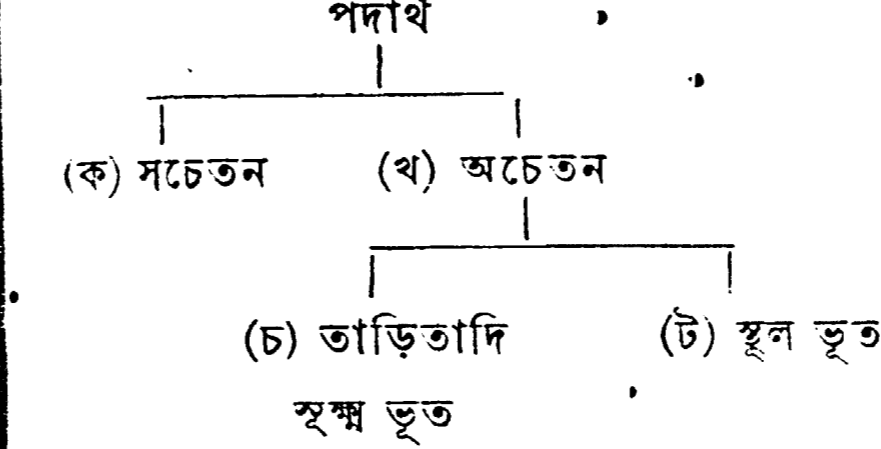 পদার্থ
(ক) সচেতন (খ) অচেতন
(চ) তাড়িতাদি (ট) স্থূল ভূত
সূক্ষ্ম ভূত